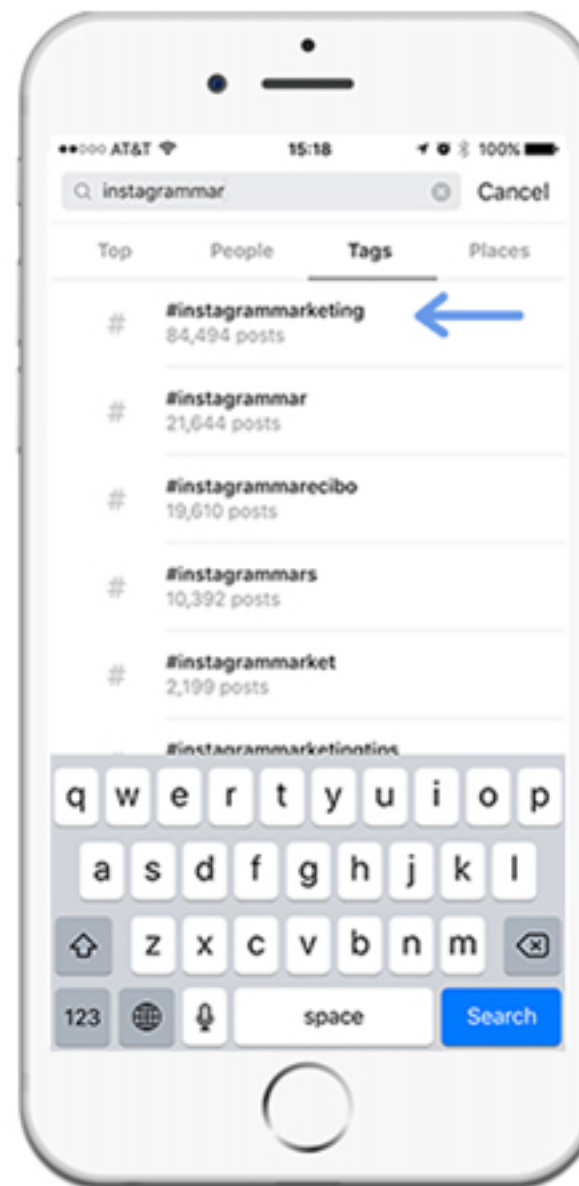 AT&T 15:18 100%
instagrammar Cancel
Top People Tags Places
# #instagrammarketing
84,494 posts
# #instagrammar
21,644 posts
# #instagrammarecibo
19,610 posts
# #instagrammars
10,392 posts
# #instagrammarket
2,199 posts
#instagrammarketingtips
q w e r t y u i o p
a s d f g h j k l
z x c v b n m
123 space Search